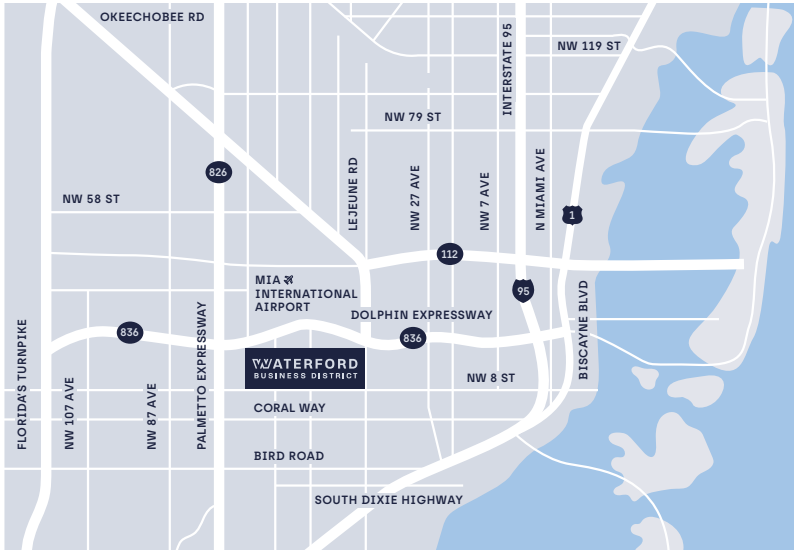 OKEECHOBEE RD
INTERSTATE 95
NW 119 ST
NW 79 ST
826
LEJEUNE RD
NW 27 AVE
NW 7 AVE
N MIAMI AVE
NW 58 ST
1
112
MIA
INTERNATIONAL
AIRPORT
95
DOLPHIN EXPRESSWAY
836
836
BISCAYNE BLVD
FLORIDA'S TURNPIKE
PALMETTO EXPRESSWAY
WATERFORD
BUSINESS DISTRICT
NW 8 ST
NW 107 AVE
NW 87 AVE
CORAL WAY
BIRD ROAD
SOUTH DIXIE HIGHWAY